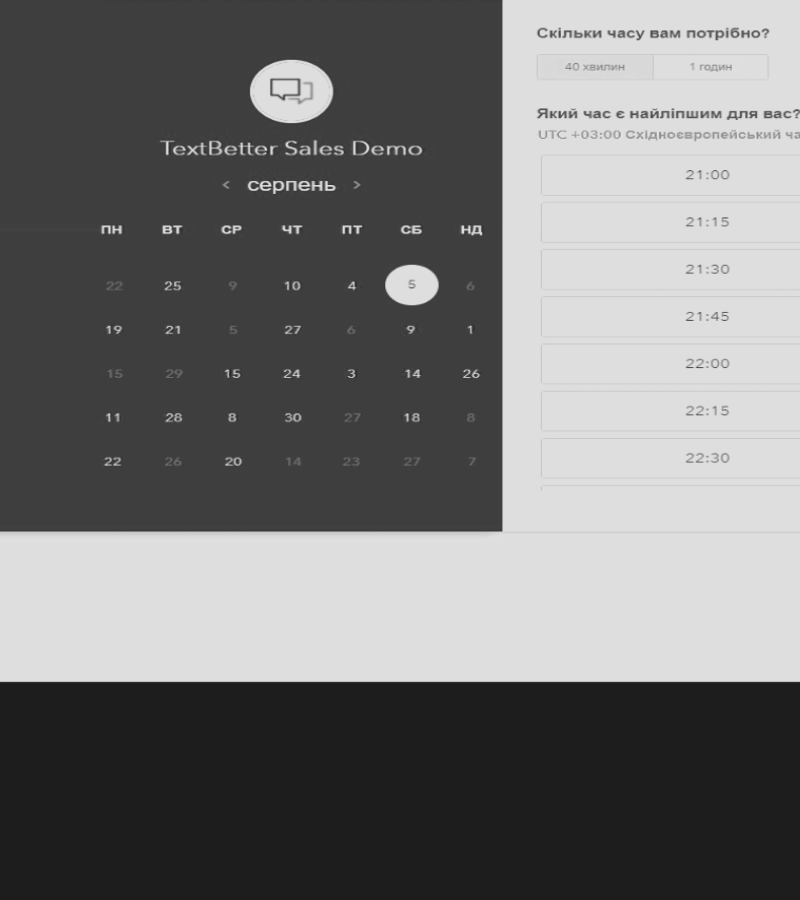 TextBetter Sales Demo
< серпень >
ПН ВТ СР ЧТ ПТ СБ НД
22 25 9 10 4 5 6
19 21 5 27 6 9 1
15 29 15 24 3 14 26
11 28 8 30 27 18 8
22 26 20 14 23 27 7
Скільки часу вам потрібно?
40 хвилин 1 годин
Який час є найліпшим для вас?
UTC +03:00 Східноєвропейський ча
21:00
21:15
21:30
21:45
22:00
22:15
22:30